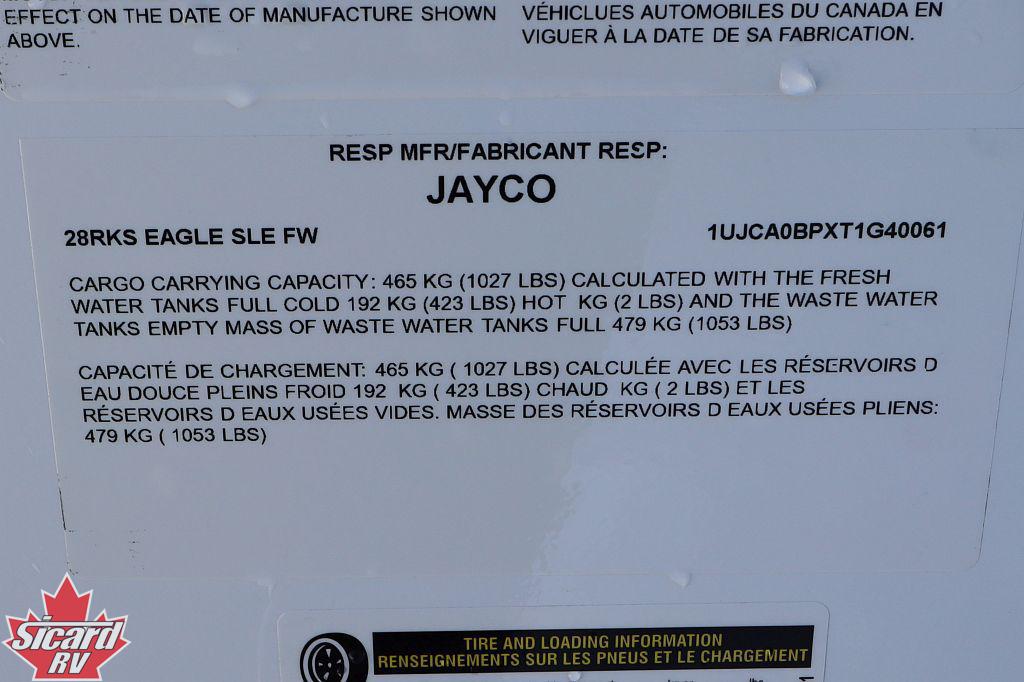 EFFECT ON THE DATE OF MANUFACTURE SHOWN
ABOVE.
VÉHICLUES AUTOMOBILES DU CANADA EN
VIGUER À LA DATE DE SA FABRICATION.
RESP MFR/FABRICANT RESP:
JAYCO
28RKS EAGLE SLE FW
1UJCA0BPXT1G40061
CARGO CARRYING CAPACITY: 465 KG (1027 LBS) CALCULATED WITH THE FRESH
WATER TANKS FULL COLD 192 KG (423 LBS) HOT KG (2 LBS) AND THE WASTE WATER
TANKS EMPTY MASS OF WASTE WATER TANKS FULL 479 KG (1053 LBS)
CAPACITÉ DE CHARGEMENT: 465 KG ( 1027 LBS) CALCULÉE AVEC LES RÉSERVOIRS D
EAU DOUCE PLEINS FROID 192 KG ( 423 LBS) CHAUD KG ( 2 LBS) ET LES
RÉSERVOIRS D EAUX USÉES VIDES. MASSE DES RÉSERVOIRS D EAUX USÉES PLIENS:
479 KG ( 1053 LBS)
TIRE AND LOADING INFORMATION
RENSEIGNEMENTS SUR LES PNEUS ET LE CHARGEMENT
Sicard
RV